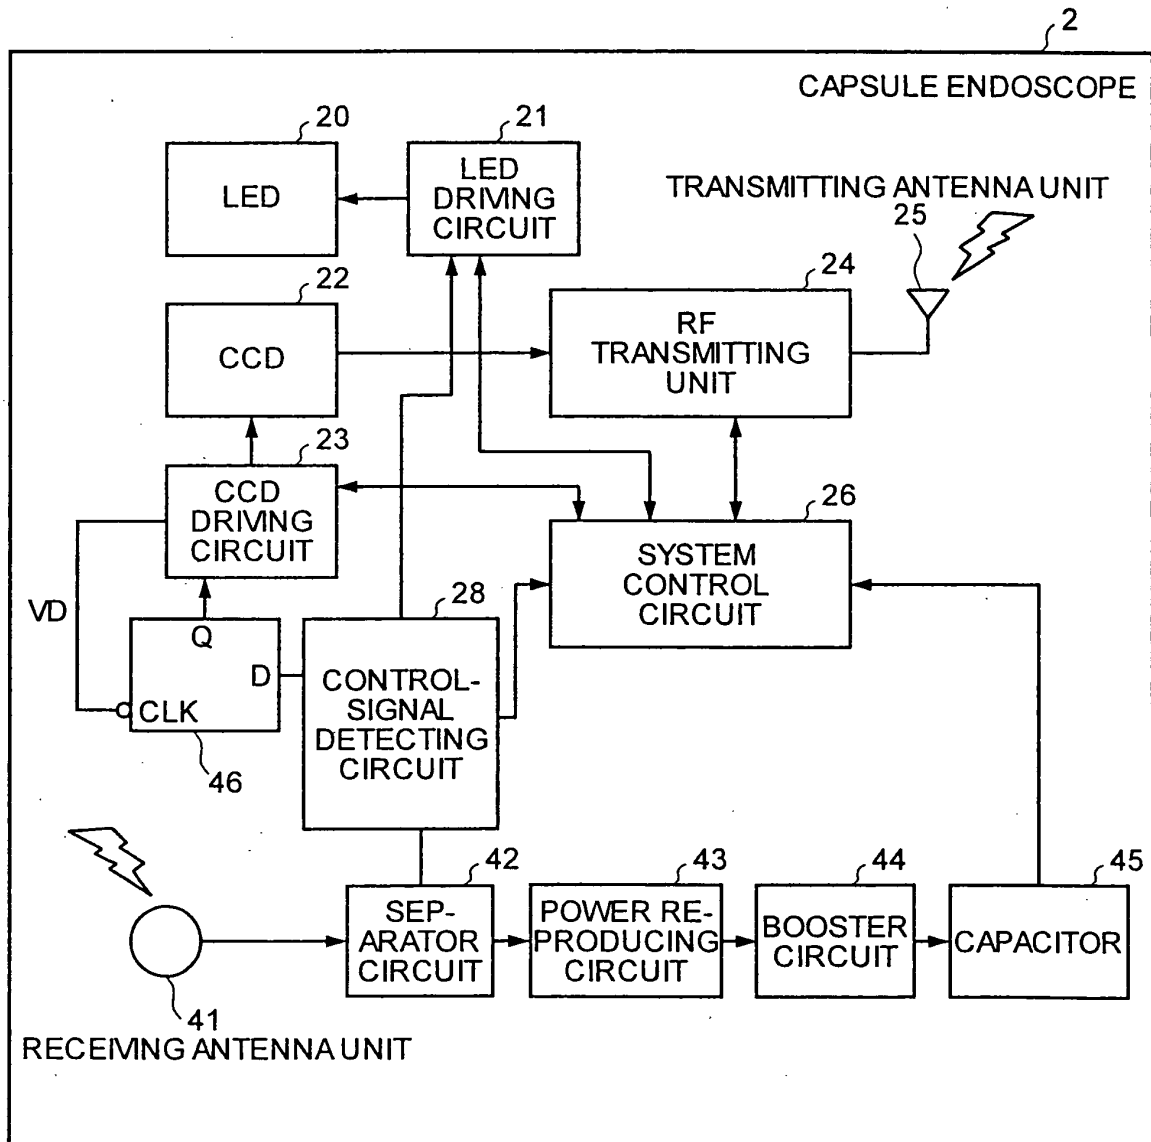 2
CAPSULE ENDOSCOPE
20
LED
21
LED
DRIVING
CIRCUIT
TRANSMITTING ANTENNA UNIT
25
22
CCD
24
RF
TRANSMITTING
UNIT
23
CCD
DRIVING
CIRCUIT
26
SYSTEM
CONTROL
CIRCUIT
VD
Q
D
CLK
46
28
CONTROL-
SIGNAL
DETECTING
CIRCUIT
42
SEP-
ARATOR
CIRCUIT
43
POWER RE-
PRODUCING
CIRCUIT
44
BOOSTER
CIRCUIT
45
CAPACITOR
41
RECEIVING ANTENNA UNIT